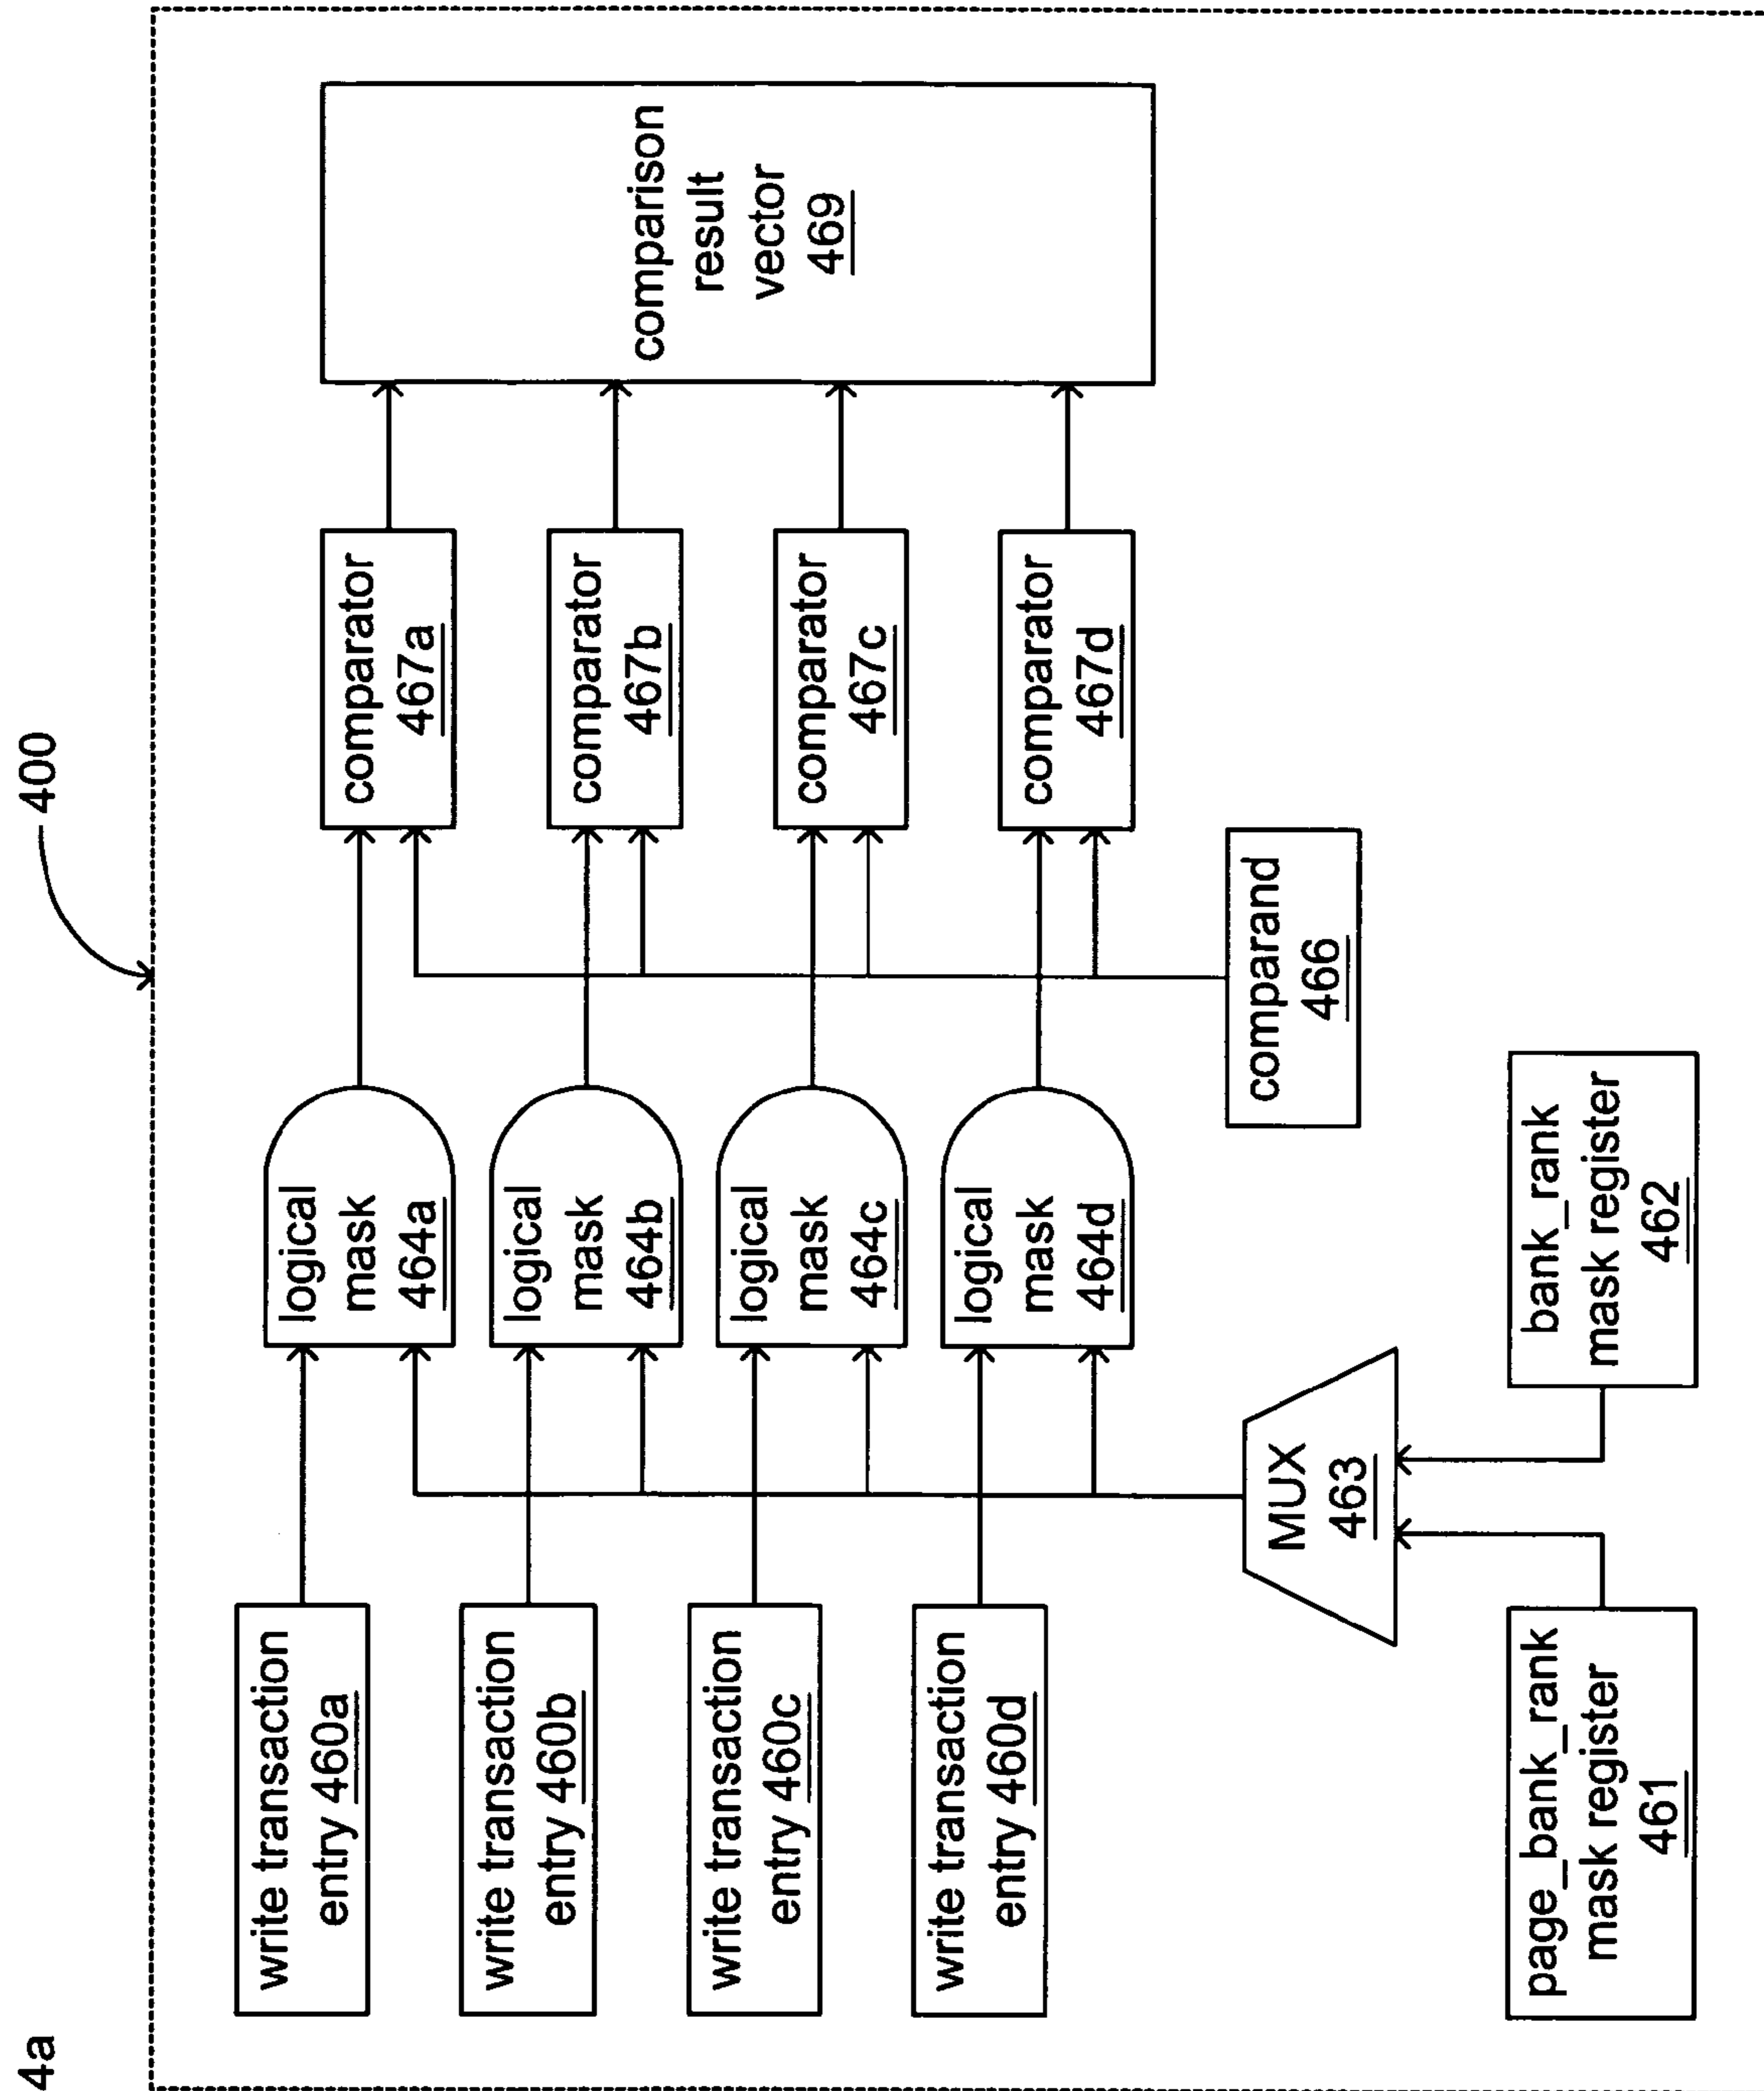 4a
400
write transaction
entry 460a
write transaction
entry 460b
write transaction
entry 460c
write transaction
entry 460d
page_bank_rank
mask register
461
bank_rank
mask register
462
MUX
463
logical
mask
464a
logical
mask
464b
logical
mask
464c
logical
mask
464d
comparand
466
comparator
467a
comparator
467b
comparator
467c
comparator
467d
comparison
result
vector
469